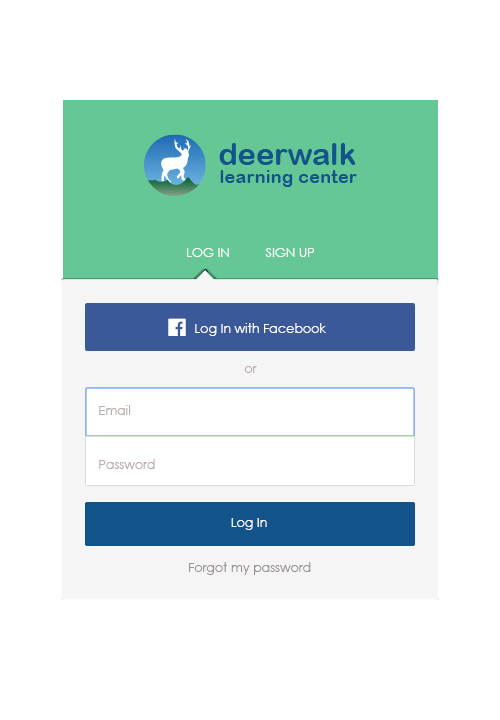 deerwalk
learning center
LOG IN SIGN UP
Log In with Facebook
or
Email
Password
Log In
Forgot my password